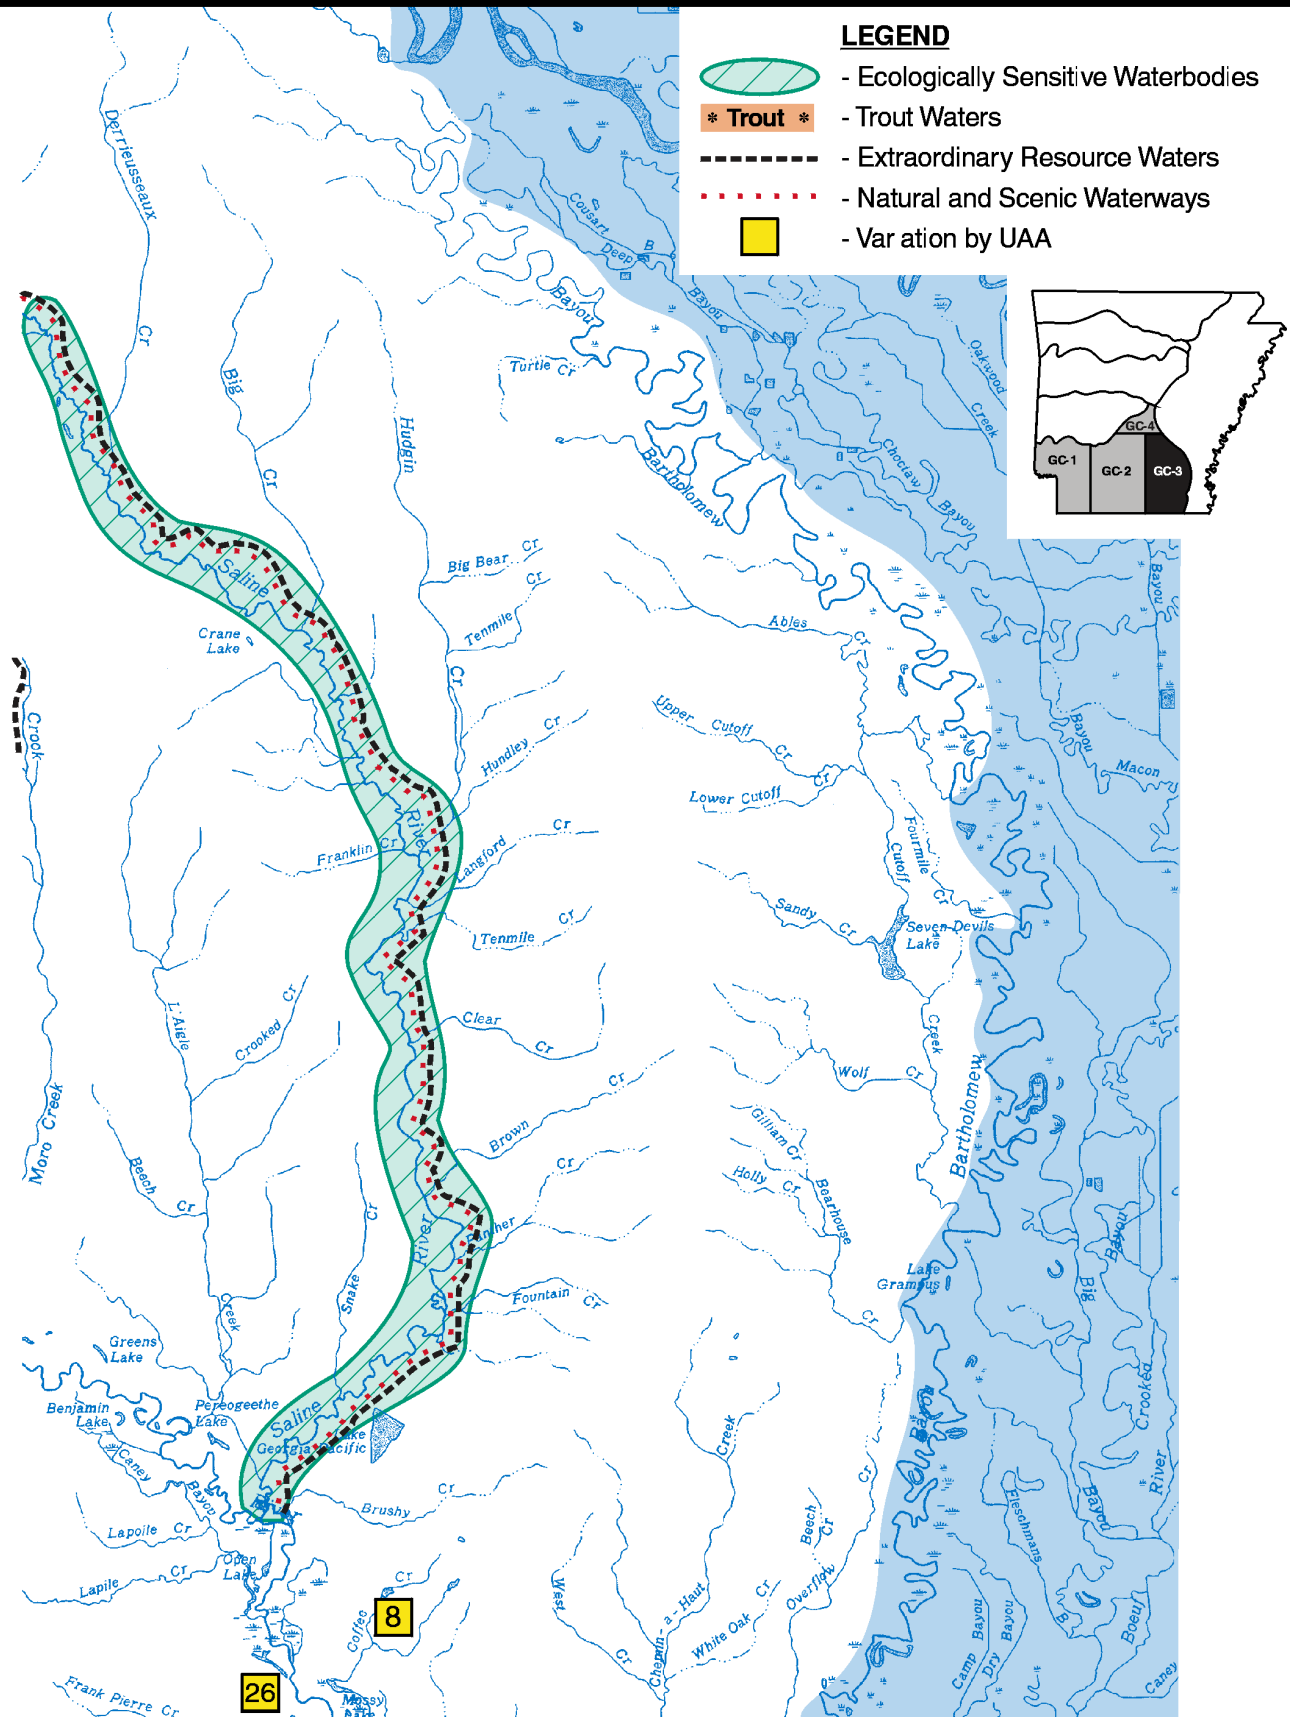 LEGEND
- Ecologically Sensitive Waterbodies
* Trout * - Trout Waters
- Extraordinary Resource Waters
- Natural and Scenic Waterways
- Var ation by UAA
GC-4
GC-1
GC-2
GC-3
Derrieusseaux
Cr
Big
Cr
Hudgin
Cr
Cousart
Deep
B
Bayou
Bayou
Turtle Cr
Bartholomew
Oakwood
Creek
Choctaw
Bayou
Bayou
Big Bear Cr
Cr
Tenmile
Saline
Crane
Lake
Ables
Cr
Crook
Upper Cutoff
Cr
Cr
Lower Cutoff
Hundley Cr
Bayou
Macon
River
Franklin Cr
Langford
Cr
Fourmile
Cutoff
Cr
Sandy
Cr
Seven Devils
Lake
Tenmile
Cr
L'Aigle
Crooked
Cr
Clear
Cr
Creek
Wolf
Cr
Brown
Cr
Bartholomew
Moro Creek
Beech
Cr
Gilliam Cr
Holly Cr
Bearhouse
Cr
Cr
River
Panther
Cr
Snake
Fountain
Cr
Lake
Grampus
Bayou
Big
Creek
Greens
Lake
Cr
Benjamin
Lake
Pereogeethe
Lake
Saline
Lake
Georgia Pacific
Creek
Bayou
Crooked
River
Caney
Bayou
Brushy
Cr
Lapoile Cr
Open
Lake
Lapile
Cr
Cr
Coffee
8
26
Mossy
Lake
Frank Pierre Cr
West
Cr
Chemin-a-Haut
White Oak
Cr
Beech
Cr
Overflow
Cr
Fleschmans
B
Bayou
Camp
Bayou
Dry
Bayou
Boeuf
Caney